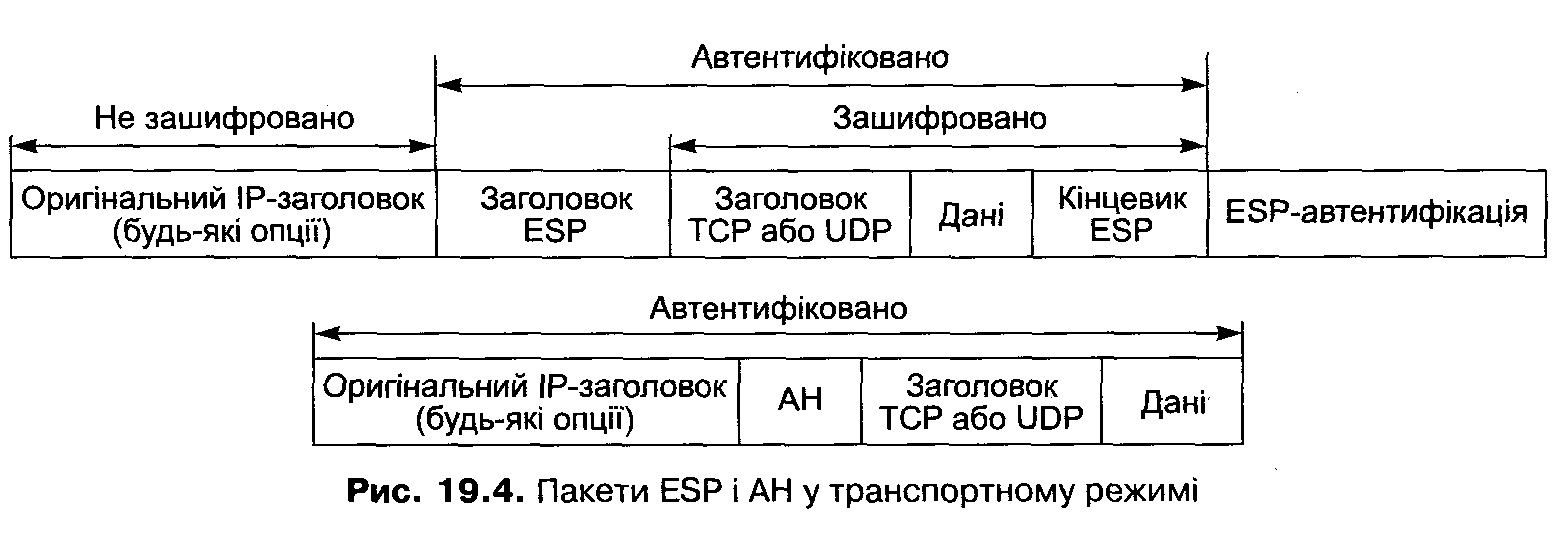 Автентифіковано
Не зашифровано
Зашифровано
Оригінальний IP-заголовок
(будь-які опції)
Заголовок
ESP
Заголовок
TCP або UDP
Дані
Кінцевик
ESP
ESP-автентифікація
Автентифіковано
Оригінальний IP-заголовок
(будь-які опції)
АН
Заголовок
TCP або UDP
Дані
Рис. 19.4. Пакети ESP і АН у транспортному режимі